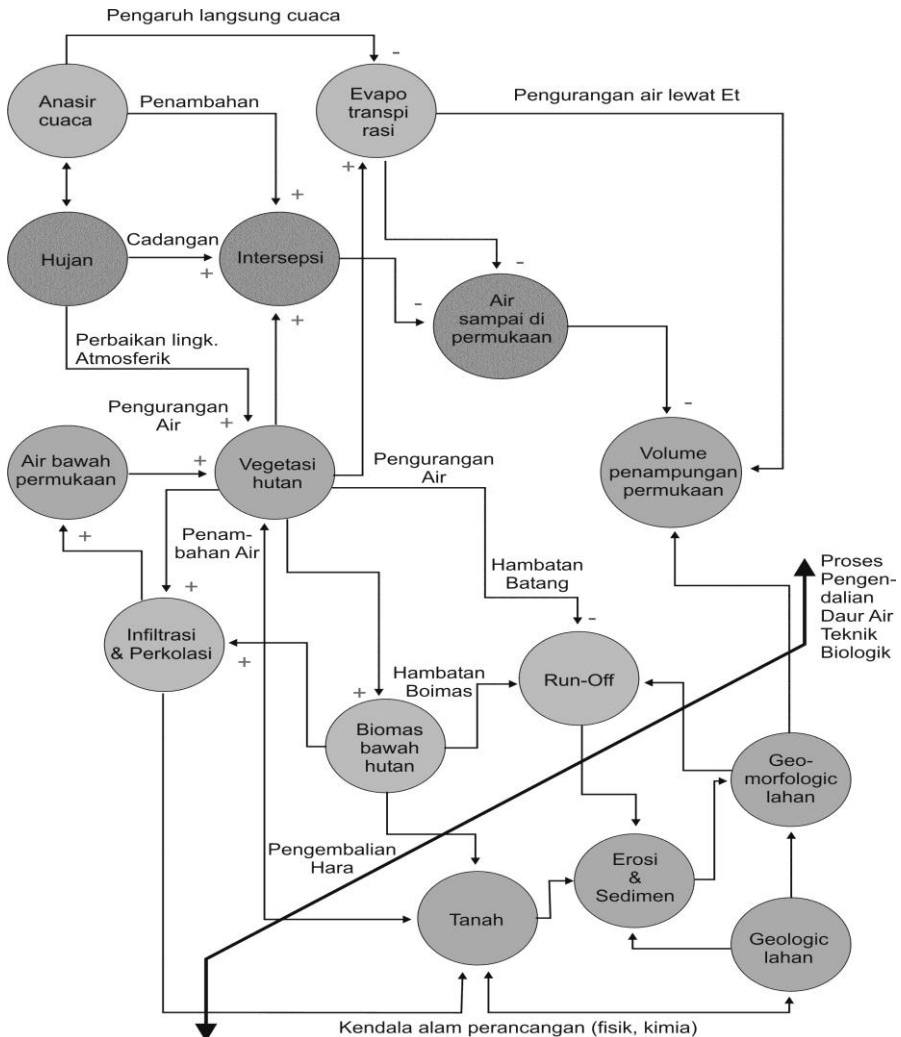 Pengaruh langsung cuaca
-
-
Anasir
cuaca
Penambahan
Evapo
transpi
rasi
Pengurangan air lewat Et
+
+
Hujan
Cadangan
+
Intersepsi
-
-
Air
sampai di
permukaan
+
Perbaikan lingk.
Atmosferik
-
Pengurangan
Air
+
Air bawah
permukaan
+
Vegetasi
hutan
Pengurangan
Air
Volume
penampungan
permukaan
+
Penam-
bahan Air
Hambatan
Batang
Proses
Pengen-
dalian
Daur Air
Teknik
Biologik
+
-
Infiltrasi
& Perkolasi
+
Hambatan
Boimas
+
Run-Off
Biomas
bawah
hutan
Geo-
morfologic
lahan
Pengembalian
Hara
Erosi
&
Sedimen
Tanah
Geologic
lahan
Kendala alam perancangan (fisik, kimia)